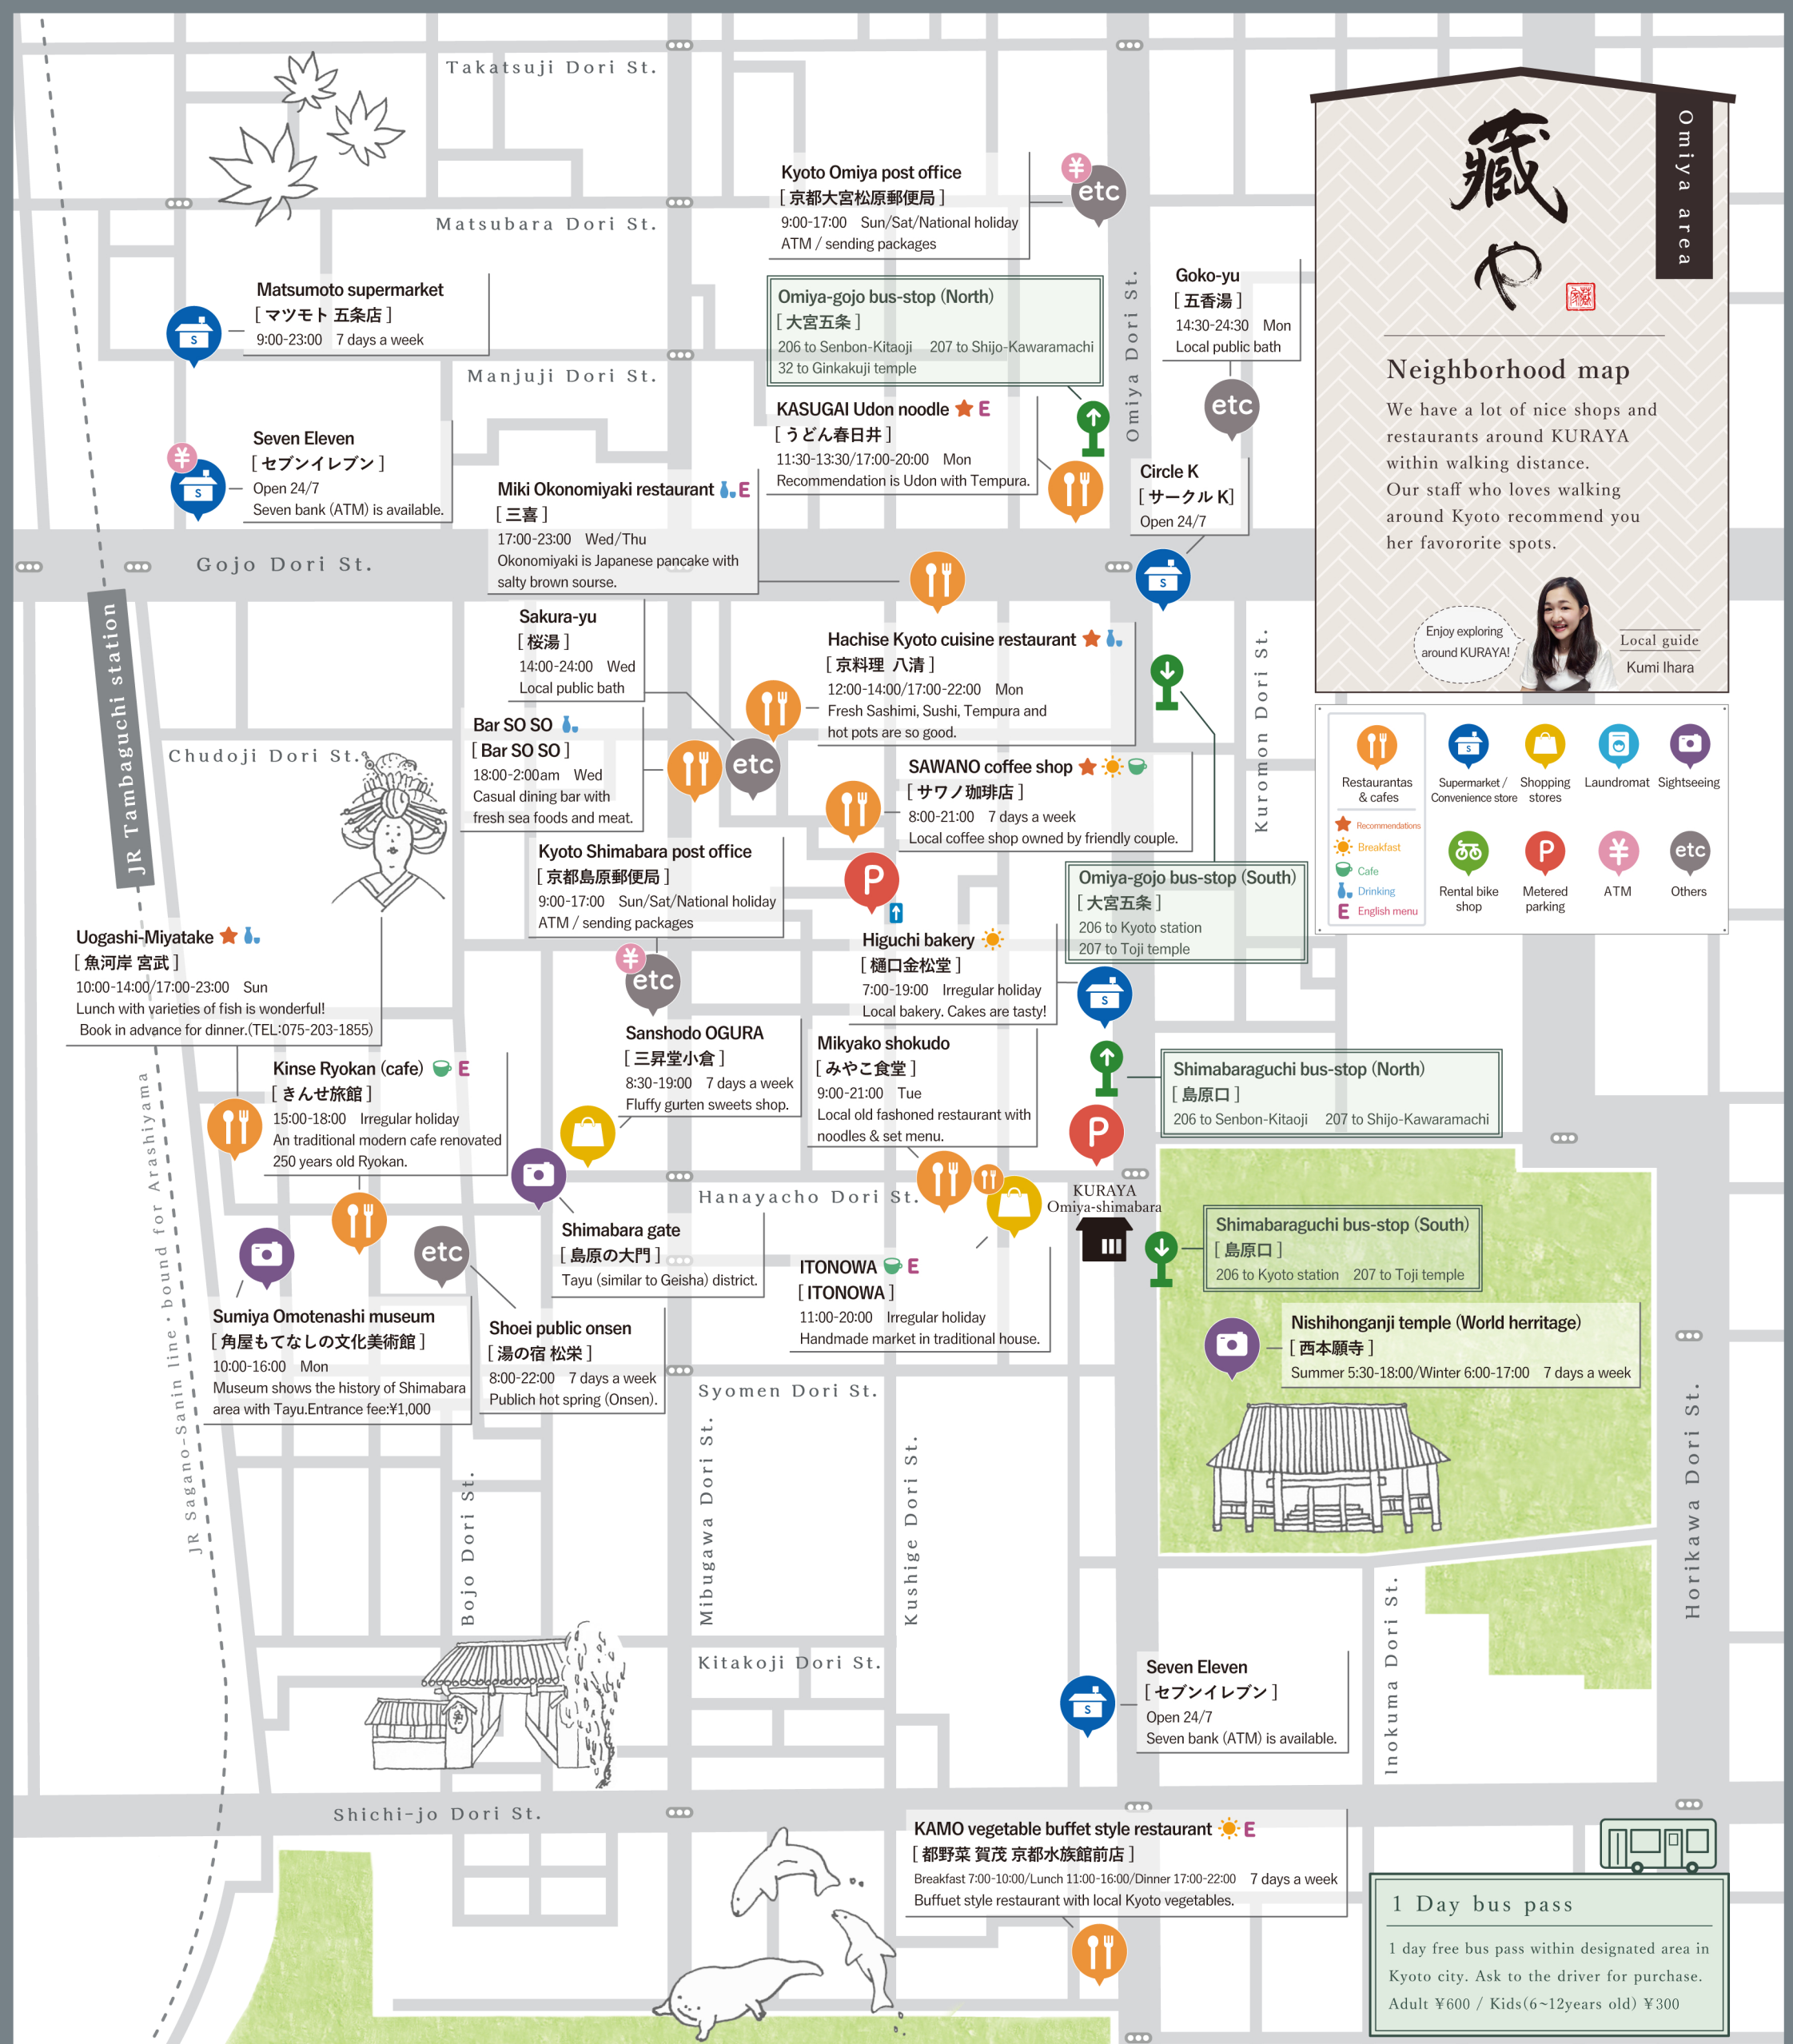 Takatsuji Dori St.
Kyoto Omiya post office
[ 京都大宮松原郵便局 ]
9:00-17:00 Sun/Sat/National holiday
ATM / sending packages
¥
etc
Matsubara Dori St.
Matsumoto supermarket
[ マツモト 五条店 ]
9:00-23:00 7 days a week
S
Omiya-gojo bus-stop (North)
[ 大宮五条 ]
206 to Senbon-Kitaoji 207 to Shijo-Kawaramachi
32 to Ginkakuji temple
Omiya Dori St.
Goko-yu
[ 五香湯 ]
14:30-24:30 Mon
Local public bath
etc
Manjuji Dori St.
KASUGAI Udon noodle E
[ うどん春日井 ]
11:30-13:30/17:00-20:00 Mon
Recommendation is Udon with Tempura.
Seven Eleven
[ セブンイレブン ]
Open 24/7
Seven bank (ATM) is available.
¥
S
Miki Okonomiyaki restaurant E
[ 三喜 ]
17:00-23:00 Wed/Thu
Okonomiyaki is Japanese pancake with
salty brown sourse.
Circle K
[ サークル K]
Open 24/7
S
Gojo Dori St.
JR Tambaguchi station
Sakura-yu
[ 桜湯 ]
14:00-24:00 Wed
Local public bath
Hachise Kyoto cuisine restaurant
[ 京料理 八清 ]
12:00-14:00/17:00-22:00 Mon
Fresh Sashimi, Sushi, Tempura and
hot pots are so good.
Kuromon Dori St.
Bar SO SO
[ Bar SO SO ]
18:00-2:00am Wed
Casual dining bar with
fresh sea foods and meat.
etc
Chudoji Dori St.
SAWANO coffee shop
[ サワノ珈琲店 ]
8:00-21:00 7 days a week
Local coffee shop owned by friendly couple.
Kyoto Shimabara post office
[ 京都島原郵便局 ]
9:00-17:00 Sun/Sat/National holiday
ATM / sending packages
¥
etc
P
Omiya-gojo bus-stop (South)
[ 大宮五条 ]
206 to Kyoto station
207 to Toji temple
Uogashi-Miyatake
[ 魚河岸 宮武 ]
10:00-14:00/17:00-23:00 Sun
Lunch with varieties of fish is wonderful!
Book in advance for dinner.(TEL:075-203-1855)
Higuchi bakery
[ 樋口金松堂 ]
7:00-19:00 Irregular holiday
Local bakery. Cakes are tasty!
S
Sanshodo OGURA
[ 三昇堂小倉 ]
8:30-19:00 7 days a week
Fluffy gurten sweets shop.
Mikyako shokudo
[ みやこ食堂 ]
9:00-21:00 Tue
Local old fashoned restaurant with
noodles & set menu.
Shimabaraguchi bus-stop (North)
[ 島原口 ]
206 to Senbon-Kitaoji 207 to Shijo-Kawaramachi
P
Kinse Ryokan (cafe) E
[ きんせ旅館 ]
15:00-18:00 Irregular holiday
An traditional modern cafe renovated
250 years old Ryokan.
Hanayacho Dori St.
KURAYA
Omiya-shimabara
Shimabaraguchi bus-stop (South)
[ 島原口 ]
206 to Kyoto station 207 to Toji temple
Shimabara gate
[ 島原の大門 ]
Tayu (similar to Geisha) district.
etc
ITONOWA E
[ ITONOWA ]
11:00-20:00 Irregular holiday
Handmade market in traditional house.
Sumiya Omotenashi museum
[ 角屋もてなしの文化美術館 ]
10:00-16:00 Mon
Museum shows the history of Shimabara
area with Tayu.Entrance fee:¥1,000
Shoei public onsen
[ 湯の宿 松栄 ]
8:00-22:00 7 days a week
Publich hot spring (Onsen).
Nishihonganji temple (World herritage)
[ 西本願寺 ]
Summer 5:30-18:00/Winter 6:00-17:00 7 days a week
JR Sagano-Sanin line・bound for Arashiyama
Syomen Dori St.
Bojo Dori St.
Mibugawa Dori St.
Kushige Dori St.
Horikawa Dori St.
Inokuma Dori St.
Kitakoji Dori St.
Seven Eleven
[ セブンイレブン ]
Open 24/7
Seven bank (ATM) is available.
S
Shichi-jo Dori St.
KAMO vegetable buffet style restaurant E
[ 都野菜 賀茂 京都水族館前店 ]
Breakfast 7:00-10:00/Lunch 11:00-16:00/Dinner 17:00-22:00 7 days a week
Buffuet style restaurant with local Kyoto vegetables.
Omiya area
藏や
Neighborhood map
We have a lot of nice shops and
restaurants around KURAYA
within walking distance.
Our staff who loves walking
around Kyoto recommend you
her favororite spots.
Enjoy exploring
around KURAYA!
Local guide
Kumi Ihara
Restaurantas
& cafes
Recommendations
Breakfast
Cafe
Drinking
E English menu
S
Supermarket /
Convenience store
Shopping
stores
Laundromat
Sightseeing
Rental bike
shop
P
Metered
parking
¥
ATM
etc
Others
1 Day bus pass
1 day free bus pass within designated area in
Kyoto city. Ask to the driver for purchase.
Adult ¥600 / Kids(6~12years old) ¥300